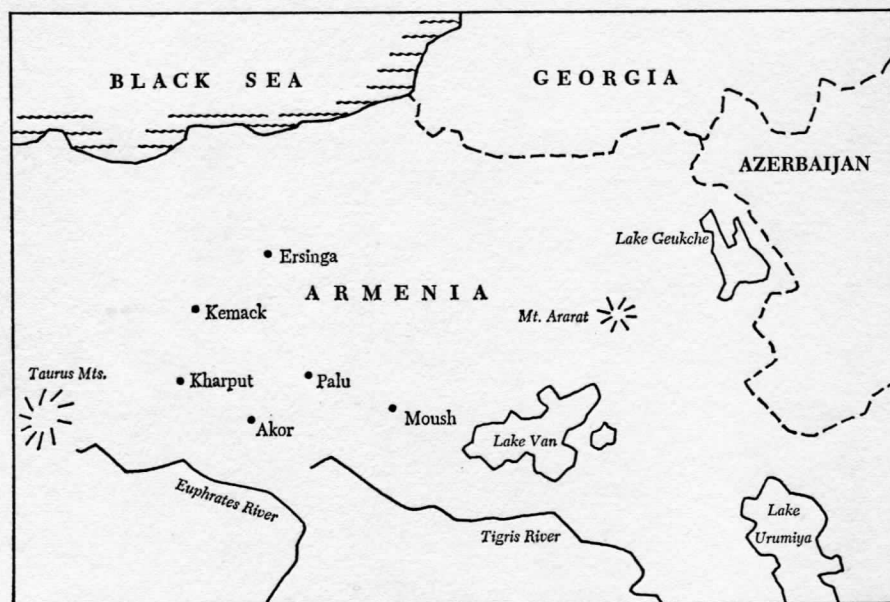 BLACK SEA
GEORGIA
AZERBAIJAN
Lake Geukche
Ersinga
ARMENIA
Kemack
Mt. Ararat
Taurus Mts.
Kharput
Palu
Moush
Akor
Lake Van
Euphrates River
Tigris River
Lake
Urumiya